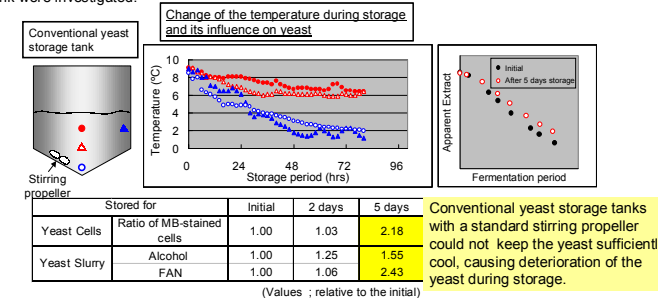 nk were investigated.
Change of the temperature during storage
and its influence on yeast
Conventional yeast
storage tank
Stirring
propeller
Temperature (ºC)
10
8
6
4
2
0
0 24 48 72 96
Storage period (hrs)
Apparent Extract
Initial
After 5 days storage
Fermentation period
Stored for Initial 2 days 5 days
Yeast Cells Ratio of MB-stained cells 1.00 1.03 2.18
Yeast Slurry Alcohol 1.00 1.25 1.55
FAN 1.00 1.06 2.43
(Values ; relative to the initial)
Conventional yeast storage tanks
with a standard stirring propeller
could not keep the yeast sufficientl
cool, causing deterioration of the
yeast during storage.